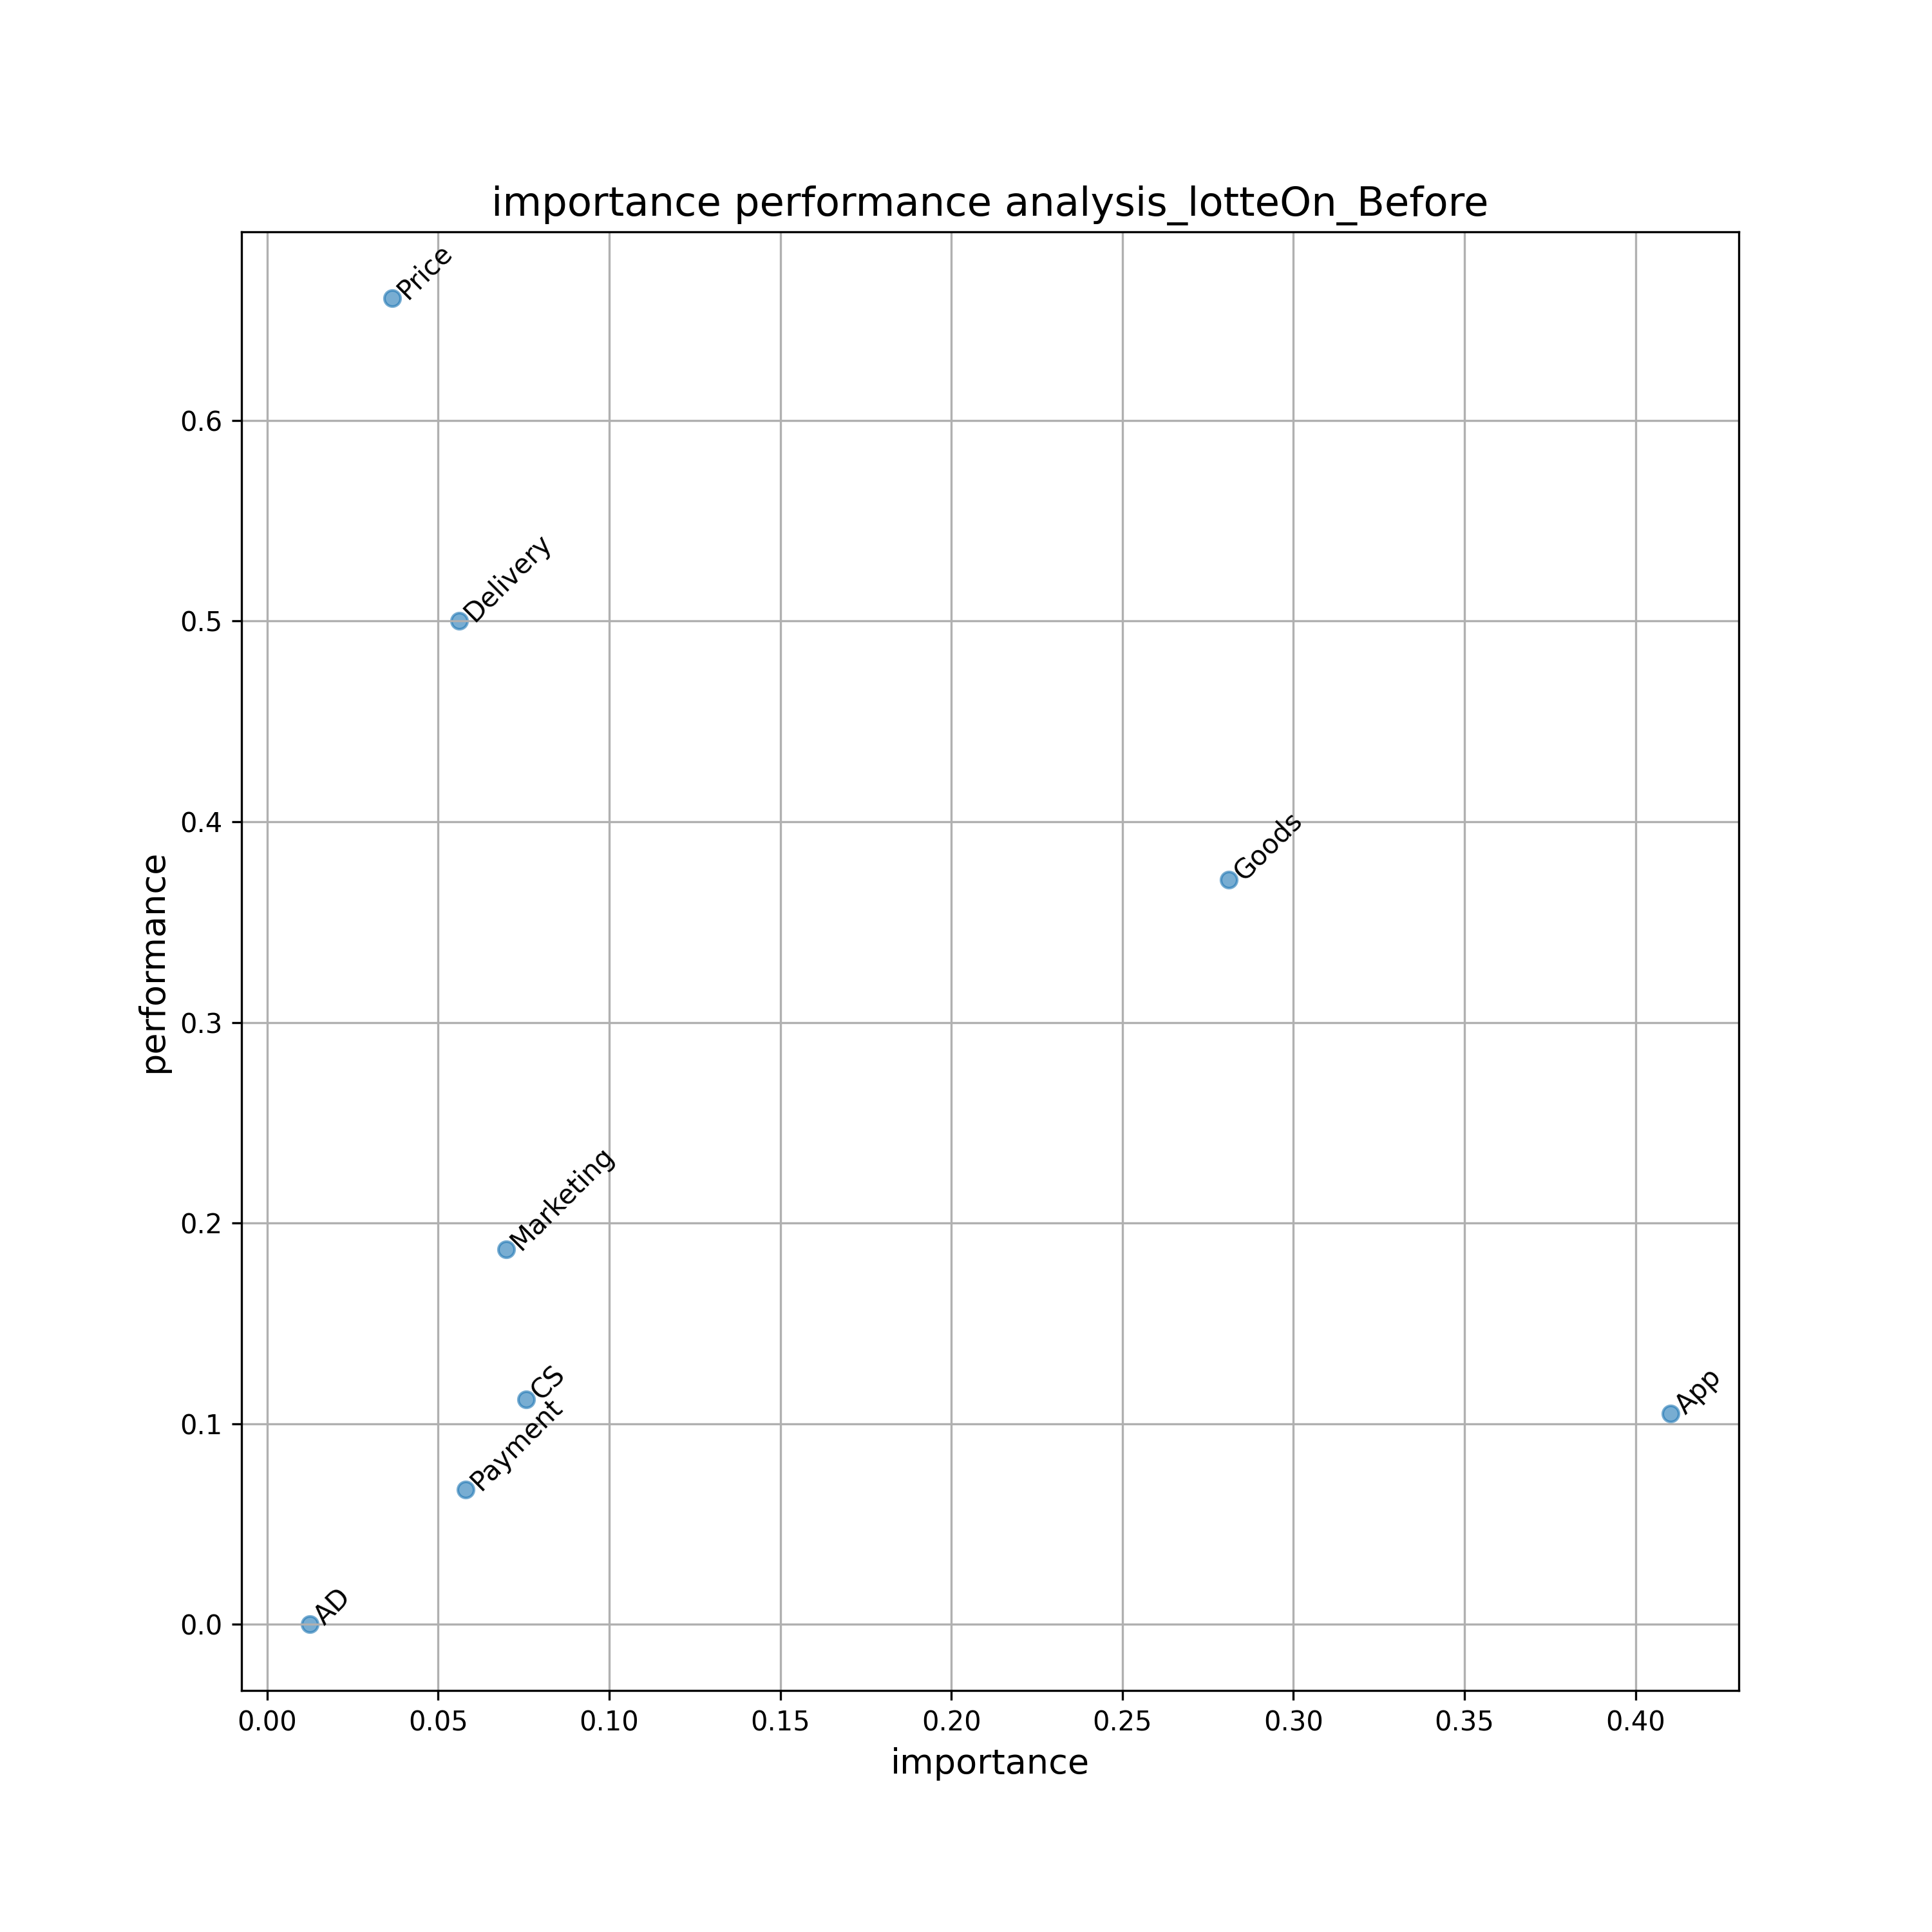 importance performance analysis_lotteOn_Before
Price
0.6
Delivery
0.5
Goods
0.4
performance
0.3
Marketing
0.2
CS
App
Payment
0.1
AD
0.0
0.00 0.05 0.10 0.15 0.20 0.25 0.30 0.35 0.40
importance